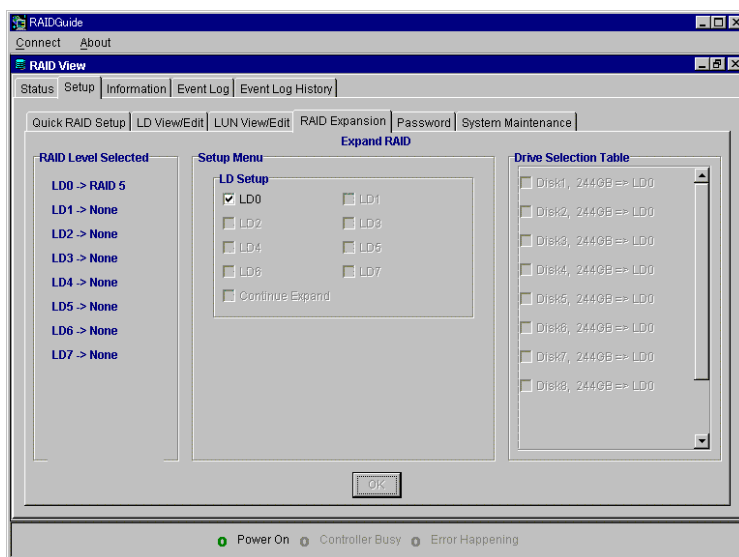 RAIDGuide
Connect About
RAID View
Status Setup Information Event Log Event Log History
Quick RAID Setup LD View/Edit LUN View/Edit RAID Expansion Password System Maintenance
Expand RAID
RAID Level Selected
LD0 -> RAID 5
LD1 -> None
LD2 -> None
LD3 -> None
LD4 -> None
LD5 -> None
LD6 -> None
LD7 -> None
Setup Menu
LD Setup
LD0 LD1
LD2 LD3
LD4 LD5
LD6 LD7
Continue Expand
Drive Selection Table
Disk1, 244GB => LD0
Disk2, 244GB => LD0
Disk3, 244GB => LD0
Disk4, 244GB => LD0
Disk5, 244GB => LD0
Disk6, 244GB => LD0
Disk7, 244GB => LD0
Disk8, 244GB => LD0
OK
Power On Controller Busy Error Happening